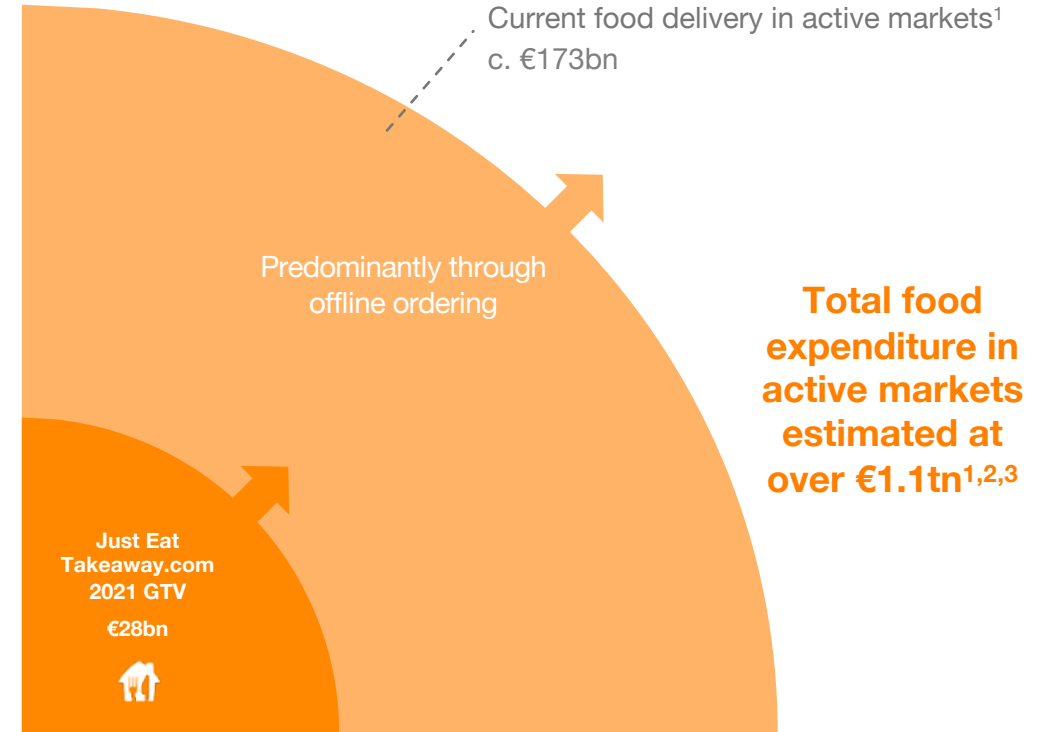 Current food delivery in active markets¹
c. €173bn
Predominantly through
offline ordering
Total food
expenditure in
active markets
estimated at
over €1.1tn¹,²,³
Just Eat
Takeaway.com
2021 GTV
€28bn